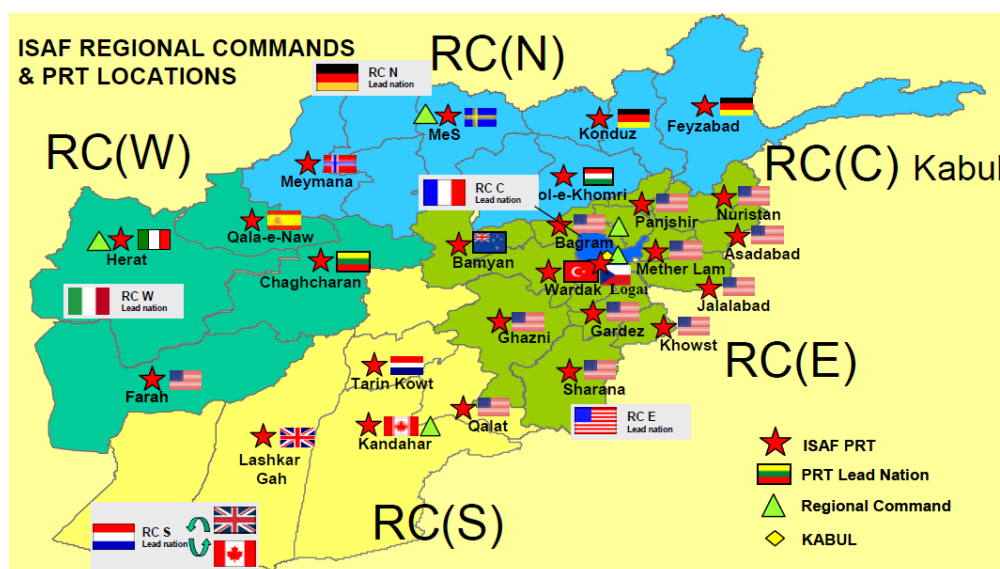 ISAF REGIONAL COMMANDS
& PRT LOCATIONS
RC(N)
RC N
Lead nation
MeS
Konduz
Feyzabad
RC(W)
Meymana
RC C
Lead nation
ol-e-Khomri
RC(C) Kabul
Panjshir
Nuristan
Qala-e-Naw
Herat
Bagram
Asadabad
Bamyan
Mether Lam
Chaghcharan
Wardak
Logar
Jalalabad
RC W
Lead nation
Ghazni
Gardez
Khowst
RC(E)
Tarin Kowt
Farah
Sharana
Qalat
RC E
Lead nation
Kandahar
Lashkar
Gah
ISAF PRT
PRT Lead Nation
Regional Command
KABUL
RC(S)
RC S
Lead nation